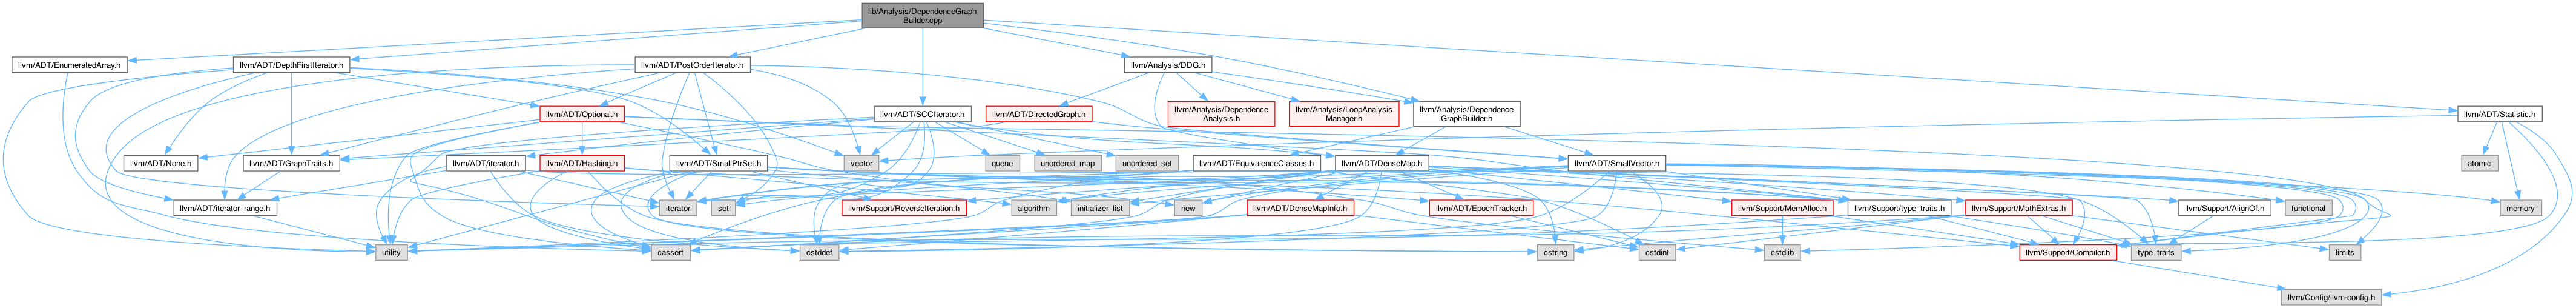 lib/Analysis/DependenceGraph
Builder.cpp
llvm/ADT/EnumeratedArray.h
llvm/ADT/DepthFirstIterator.h
llvm/ADT/PostOrderIterator.h
llvm/Analysis/DDG.h
llvm/ADT/Optional.h
llvm/ADT/SCCIterator.h
llvm/ADT/DirectedGraph.h
llvm/Analysis/Dependence
Analysis.h
llvm/Analysis/LoopAnalysis
Manager.h
llvm/Analysis/Dependence
GraphBuilder.h
llvm/ADT/Statistic.h
llvm/ADT/None.h
llvm/ADT/GraphTraits.h
llvm/ADT/iterator.h
llvm/ADT/Hashing.h
llvm/ADT/SmallPtrSet.h
vector
queue
unordered_map
unordered_set
llvm/ADT/EquivalenceClasses.h
llvm/ADT/DenseMap.h
llvm/ADT/SmallVector.h
atomic
llvm/ADT/iterator_range.h
iterator
set
llvm/Support/ReverseIteration.h
algorithm
initializer_list
new
llvm/ADT/DenseMapInfo.h
llvm/ADT/EpochTracker.h
llvm/Support/MemAlloc.h
llvm/Support/type_traits.h
llvm/Support/MathExtras.h
llvm/Support/AlignOf.h
functional
memory
utility
cassert
cstddef
cstring
cstdint
cstdlib
llvm/Support/Compiler.h
type_traits
limits
llvm/Config/llvm-config.h